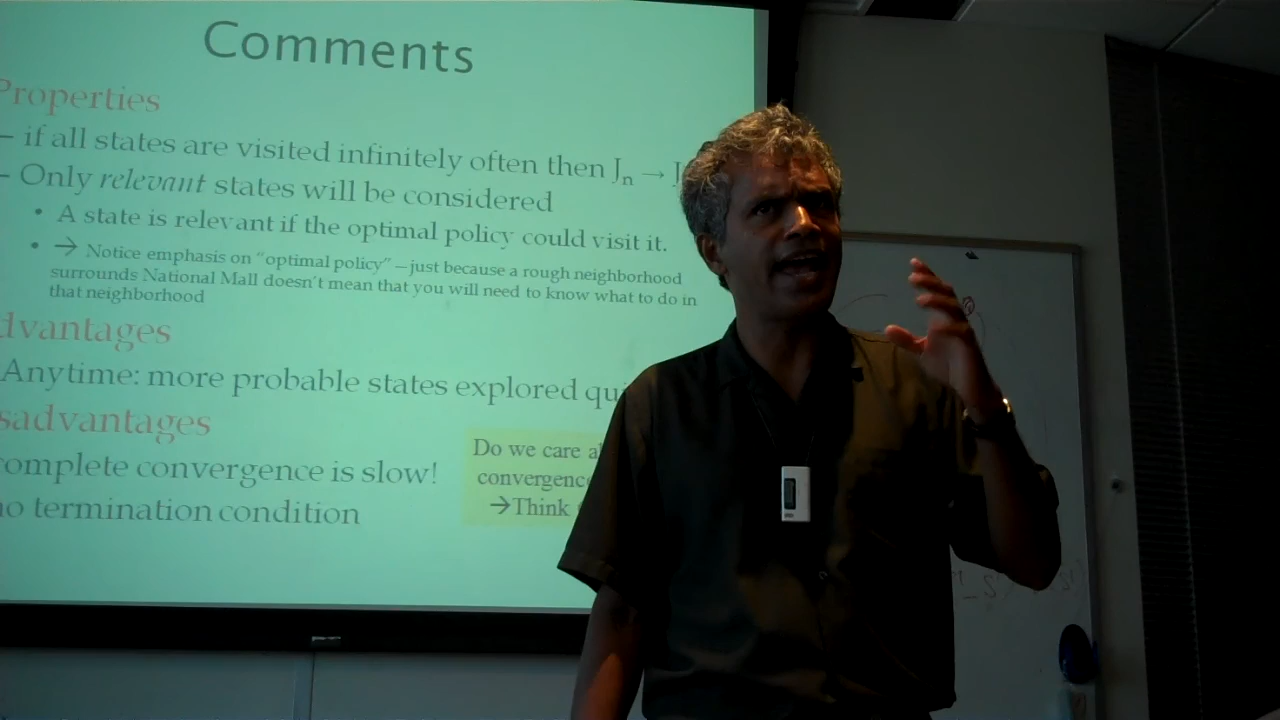 Comments
Properties
– if all states are visited infinitely often then Jn → J
– Only relevant states will be considered
• A state is relevant if the optimal policy could visit it.
• → Notice emphasis on "optimal policy" –just because a rough neighborhood
surrounds National Mall doesn't mean that you will need to know what to do in
that neighborhood
dvantages
Anytime: more probable states explored qu
sadvantages
omplete convergence is slow!
no termination condition
Do we care a
convergenc
→Think